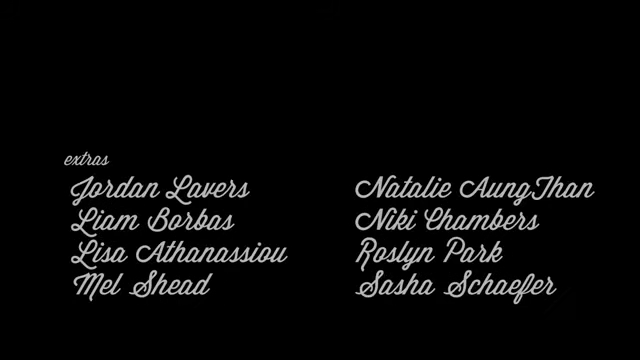 extras
Jordan Lavers
Liam Borbas
Lisa Athanassiou
Mel Shead
Natalie AungThan
Niki Chambers
Roslyn Park
Sasha Schaefer